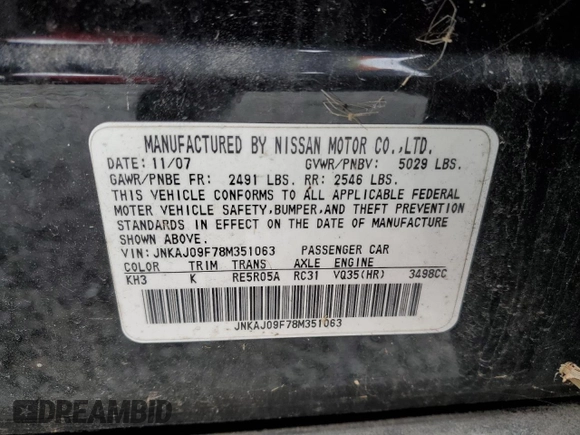 MANUFACTURED BY NISSAN MOTOR CO.,LTD.
DATE: 11/07 GVWR/PNBV: 5029 LBS.
GAWR/PNBE FR: 2491 LBS. RR: 2546 LBS.
THIS VEHICLE CONFORMS TO ALL APPLICABLE FEDERAL
MOTER VEHICLE SAFETY,BUMPER,AND THEFT PREVENTION
STANDARDS IN EFFECT ON THE DATE OF MANUFACTURE
SHOWN ABOVE.
VIN: JNKAJ09F78M351063 PASSENGER CAR
COLOR TRIM TRANS AXLE ENGINE
KH3 K RE5R05A RC31 VQ35(HR) 3498CC
JNKAJ09F78M351063
DREAMBID